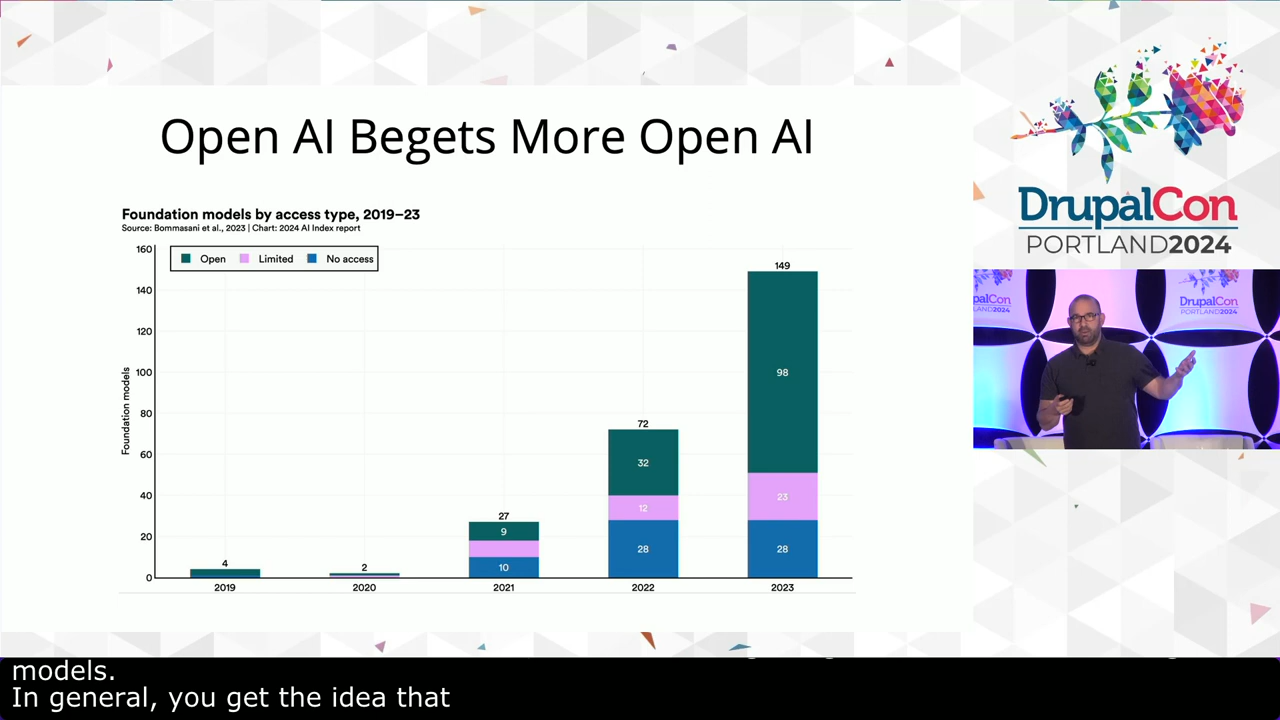 Open AI Begets More Open AI
Foundation models by access type, 2019–23
Source: Bommasani et al., 2023 | Chart: 2024 AI Index report
Open
Limited
No access
Foundation models
160
140
120
100
80
60
40
20
0
4
2
27
9
10
72
32
12
28
149
98
23
28
2019
2020
2021
2022
2023
DrupalCon
PORTLAND2024
DrupalCon
PORTLAND2024
models.
In general, you get the idea that